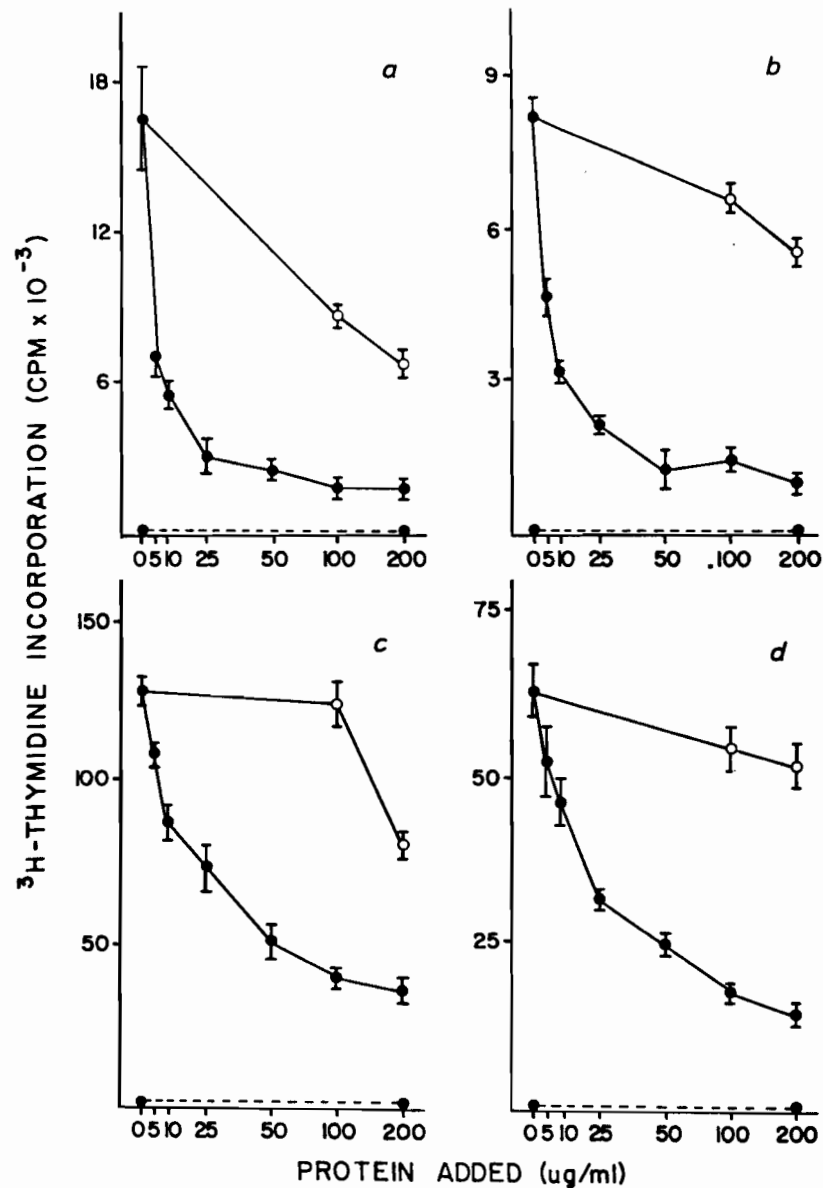 ³H-THYMIDINE INCORPORATION (CPM x 10⁻³)
a
18
12
6
0 5 10 25 50 100 200
b
9
6
3
0 5 10 25 50 .100 200
c
150
100
50
0 5 10 25 50 100 200
d
75
50
25
0 5 10 25 50 100 200
PROTEIN ADDED (ug/ml)